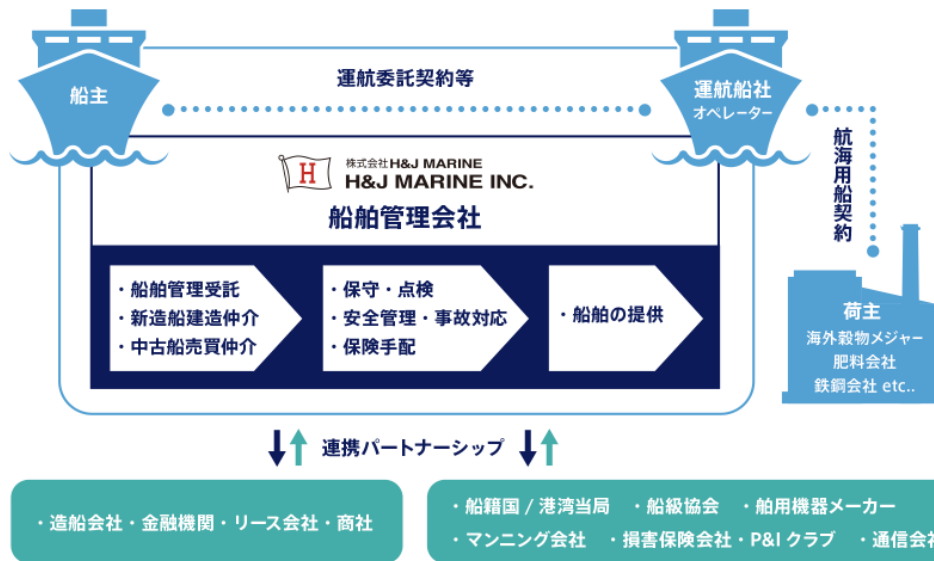 船主
運航委託契約等
運航船社
オペレーター
航海用船契約
H
株式会社 H&J MARINE
H&J MARINE INC.
船舶管理会社
・船舶管理受託
・新造船建造仲介
・中古船売買仲介
・保守・点検
・安全管理・事故対応
・保険手配
・船舶の提供
荷主
海外穀物メジャー
肥料会社
鉄鋼会社 etc..
連携パートナーシップ
・造船会社・金融機関・リース会社・商社
・船籍国 / 港湾当局 ・船級協会 ・舶用機器メーカー
・マンニング会社 ・損害保険会社・P&I クラブ ・通信会社